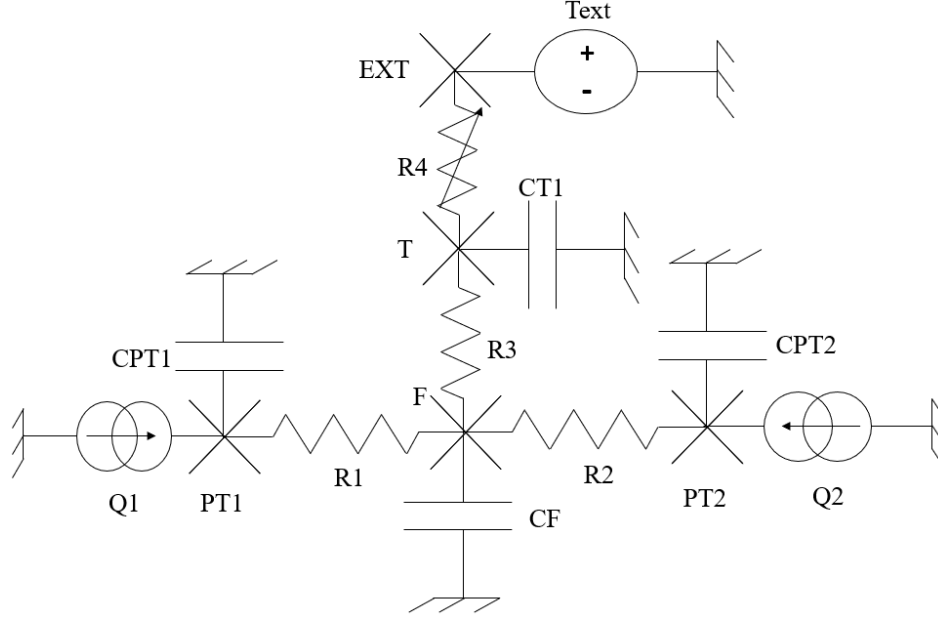 Text
EXT
+
-
R4
CT1
T
CPT1
R3
CPT2
F
R1
R2
Q1
PT1
PT2
Q2
CF